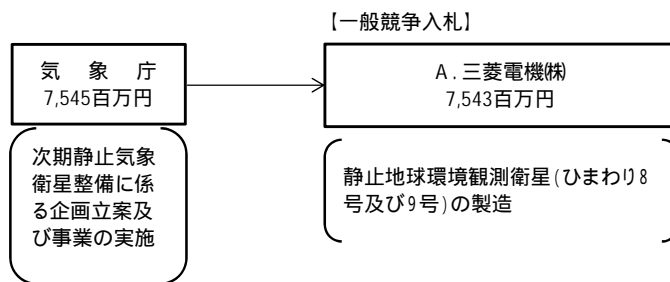 【一般競争入札】
気象庁
7,545百万円
A.三菱電機㈱
7,543百万円
次期静止気象
衛星整備に係
る企画立案及
び事業の実施
静止地球環境観測衛星(ひまわり8
号及び9号)の製造